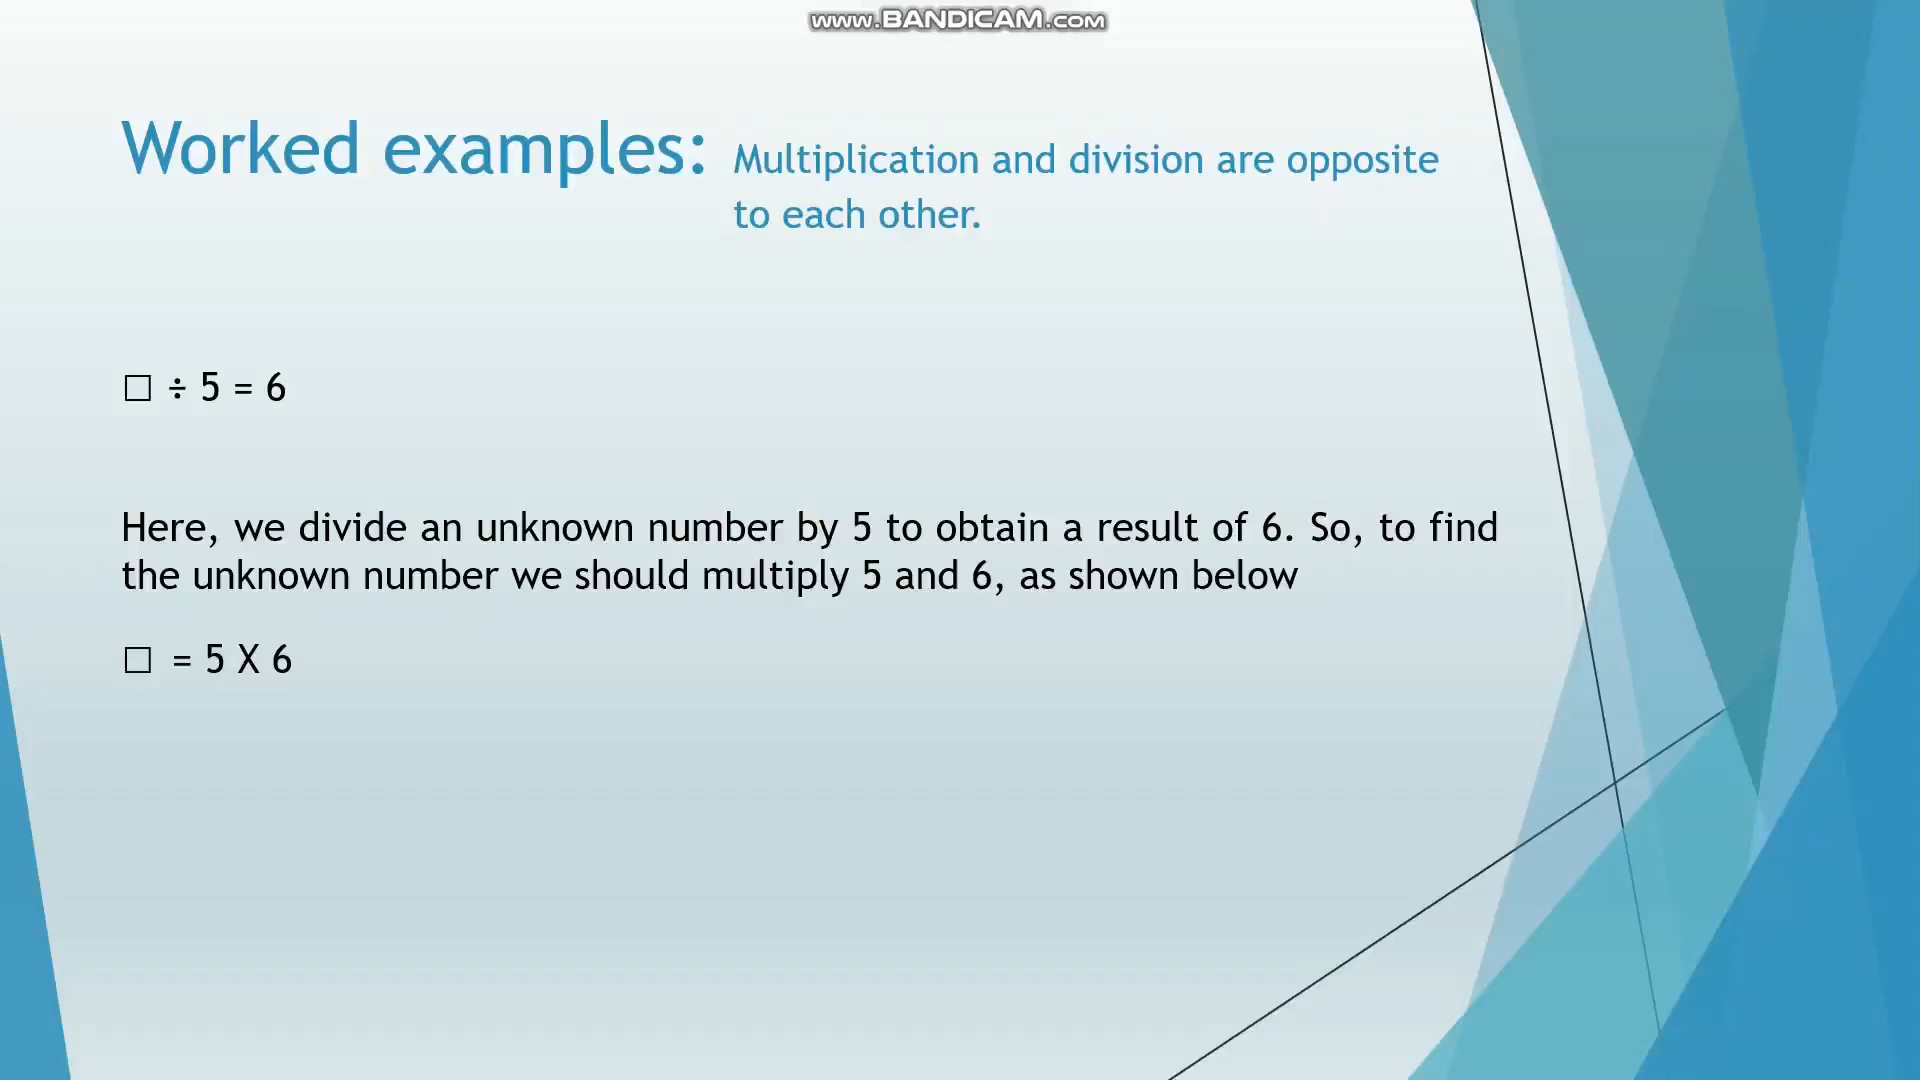 www.BANDICAM.com
Worked examples: Multiplication and division are opposite
to each other.
□ ÷ 5 = 6
Here, we divide an unknown number by 5 to obtain a result of 6. So, to find
the unknown number we should multiply 5 and 6, as shown below
□ = 5 X 6